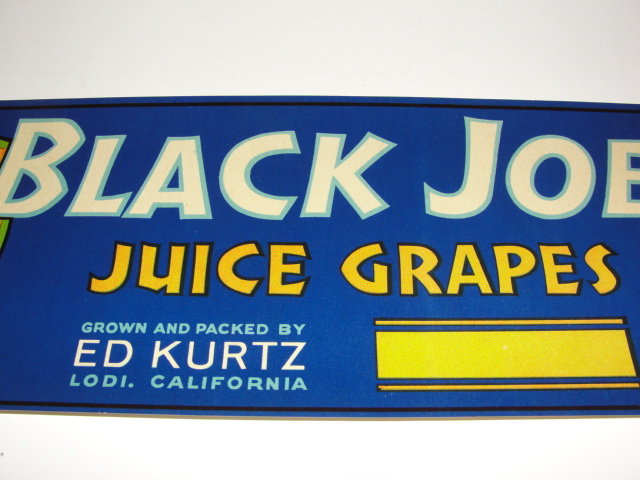 BLACK JOE
JUICE GRAPES
GROWN AND PACKED BY
ED KURTZ
LODI. CALIFORNIA